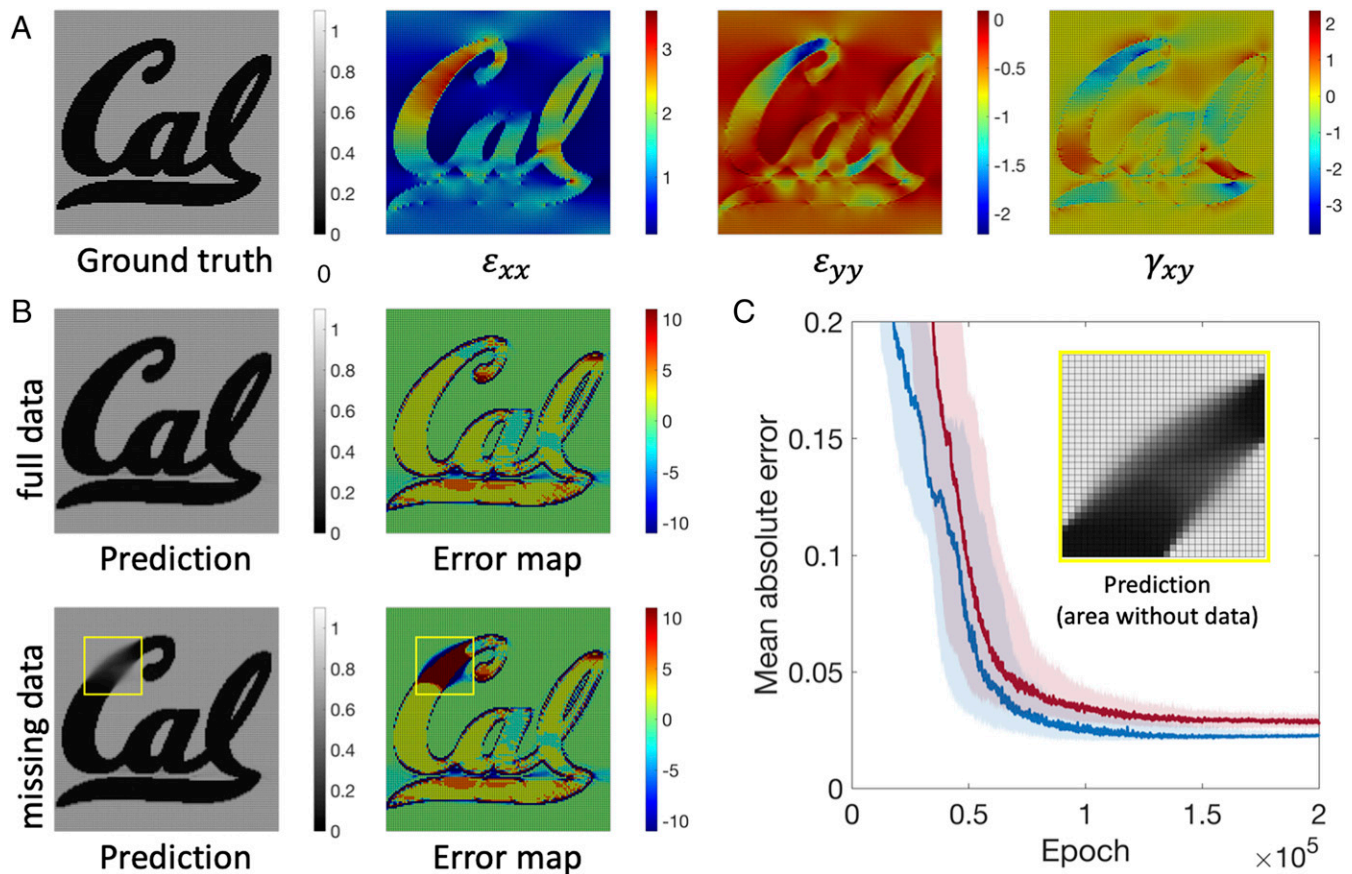 A
Cal
1
0.8
0.6
0.4
0.2
0
3
2
1
0
-0.5
-1
-1.5
-2
2
1
0
-1
-2
-3
Ground truth
0
εxx
εyy
γxy
B
full data
Cal
1
0.8
0.6
0.4
0.2
0
Cal
10
5
0
-5
-10
Prediction
Error map
missing data
Cal
1
0.8
0.6
0.4
0.2
0
Cal
10
5
0
-5
-10
Prediction
Error map
C
Mean absolute error
0.2
0.15
0.1
0.05
0
0
0.5
1
1.5
2
Epoch
×10⁵
Prediction
(area without data)